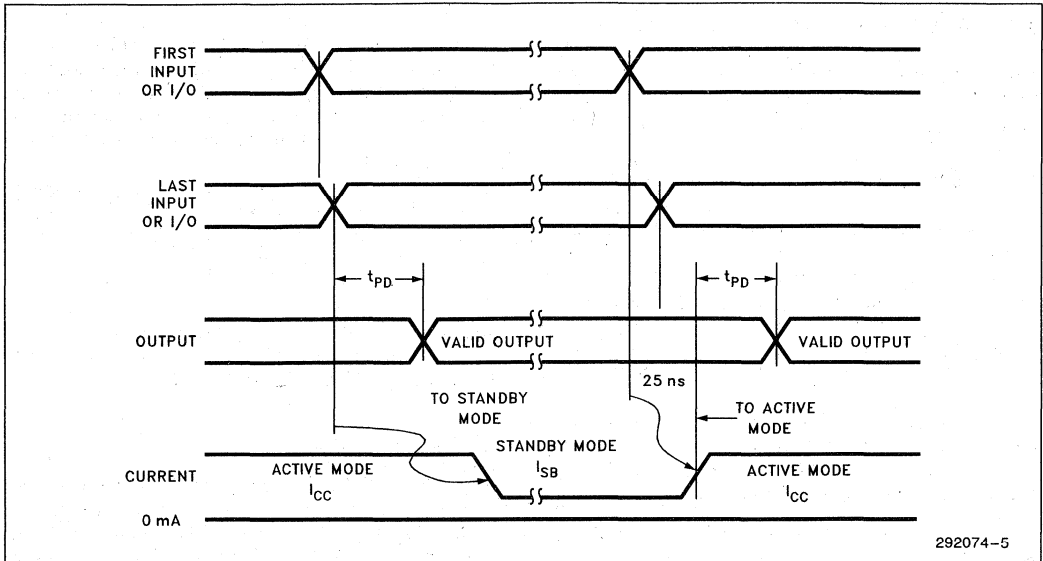 FIRST
INPUT
OR I/O
LAST
INPUT
OR I/O
tPD
tPD
OUTPUT
VALID OUTPUT
VALID OUTPUT
25 ns
TO STANDBY
MODE
TO ACTIVE
MODE
STANDBY MODE
ISB
CURRENT
ACTIVE MODE
ICC
ACTIVE MODE
ICC
0 mA
292074-5